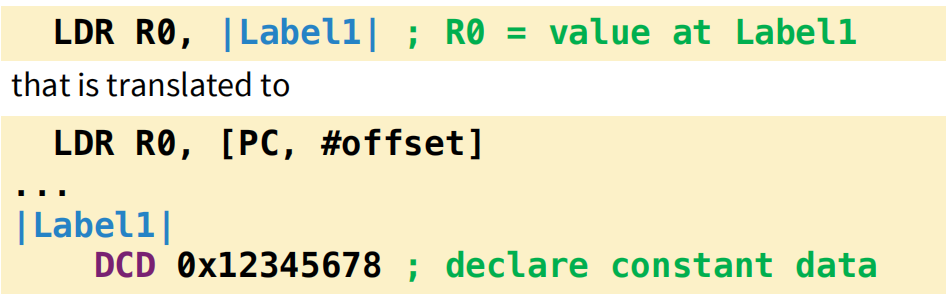 LDR R0, |Label1| ; R0 = value at Label1
that is translated to
LDR R0, [PC, #offset]
...
|Label1|
DCD 0x12345678 ; declare constant data